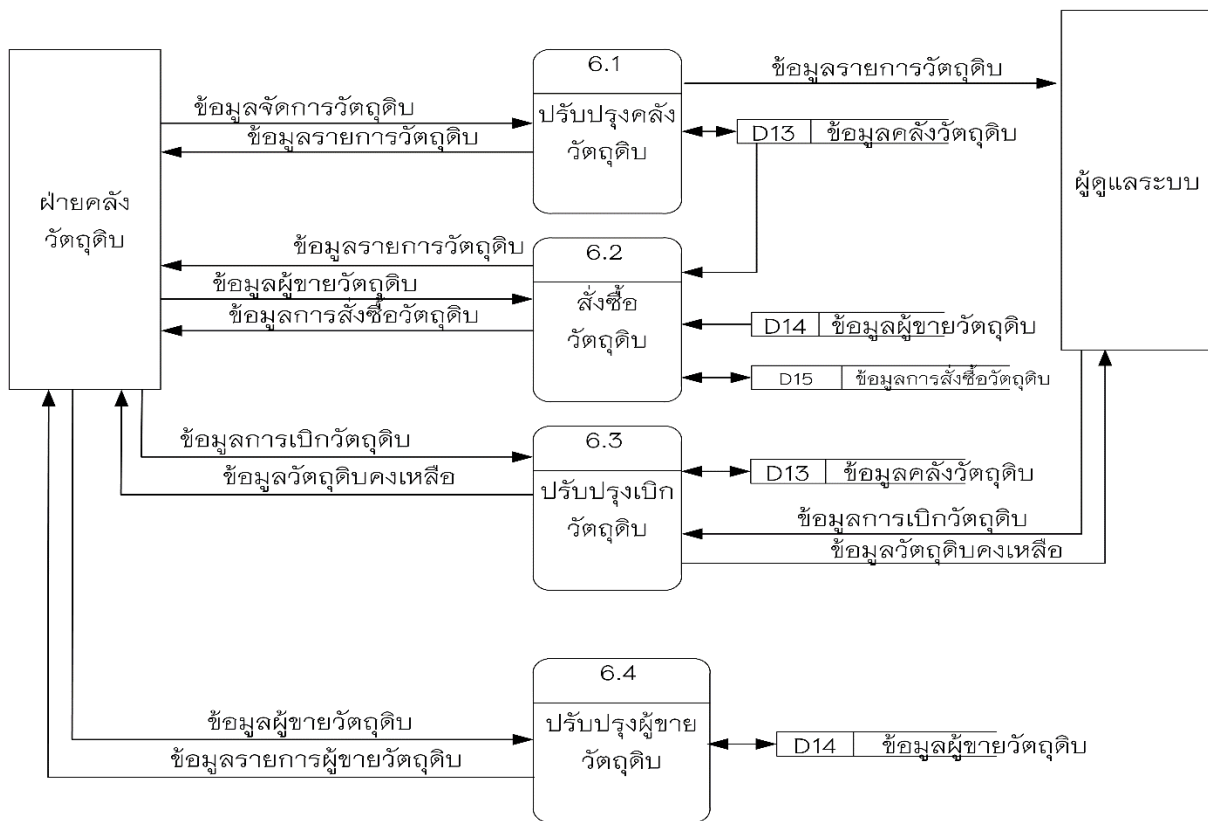 6.1
ข้อมูลรายการวัตถุดิบ
ข้อมูลจัดการวัตถุดิบ
ปรับปรุงคลัง
วัตถุดิบ
D13 ข้อมูลคลังวัตถุดิบ
ข้อมูลรายการวัตถุดิบ
ผู้ดูแลระบบ
ฝ่ายคลัง
วัตถุดิบ
ข้อมูลรายการวัตถุดิบ
6.2
ข้อมูลผู้ขายวัตถุดิบ
สั่งซื้อ
วัตถุดิบ
ข้อมูลการสั่งซื้อวัตถุดิบ
D14 ข้อมูลผู้ขายวัตถุดิบ
D15 ข้อมูลการสั่งซื้อวัตถุดิบ
6.3
ข้อมูลการเบิกวัตถุดิบ
ข้อมูลวัตถุดิบคงเหลือ
ปรับปรุงเบิก
วัตถุดิบ
D13 ข้อมูลคลังวัตถุดิบ
ข้อมูลการเบิกวัตถุดิบ
ข้อมูลวัตถุดิบคงเหลือ
6.4
ข้อมูลผู้ขายวัตถุดิบ
ปรับปรุงผู้ขาย
วัตถุดิบ
ข้อมูลรายการผู้ขายวัตถุดิบ
D14 ข้อมูลผู้ขายวัตถุดิบ